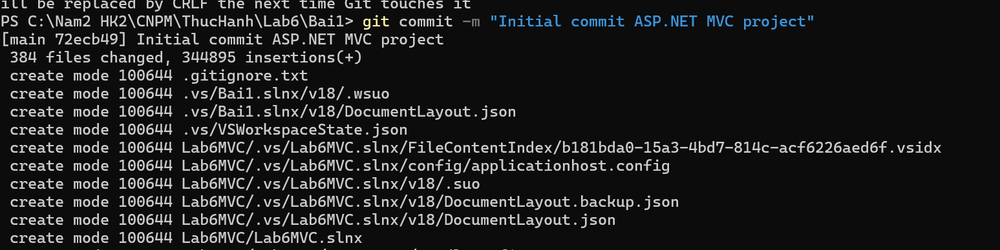 ill be replaced by CRLF the next time Git touches it
PS C:\Nam2 HK2\CNPM\ThucHanh\Lab6\Bai1> git commit -m "Initial commit ASP.NET MVC project"
[main 72ecb49] Initial commit ASP.NET MVC project
 384 files changed, 344895 insertions(+)
 create mode 100644 .gitignore.txt
 create mode 100644 .vs/Bai1.slnx/v18/.wsuo
 create mode 100644 .vs/Bai1.slnx/v18/DocumentLayout.json
 create mode 100644 .vs/VSWorkspaceState.json
 create mode 100644 Lab6MVC/.vs/Lab6MVC.slnx/FileContentIndex/b181bda0-15a3-4bd7-814c-acf6226aed6f.vsidx
 create mode 100644 Lab6MVC/.vs/Lab6MVC.slnx/config/applicationhost.config
 create mode 100644 Lab6MVC/.vs/Lab6MVC.slnx/v18/.suo
 create mode 100644 Lab6MVC/.vs/Lab6MVC.slnx/v18/DocumentLayout.backup.json
 create mode 100644 Lab6MVC/.vs/Lab6MVC.slnx/v18/DocumentLayout.json
 create mode 100644 Lab6MVC/Lab6MVC.slnx